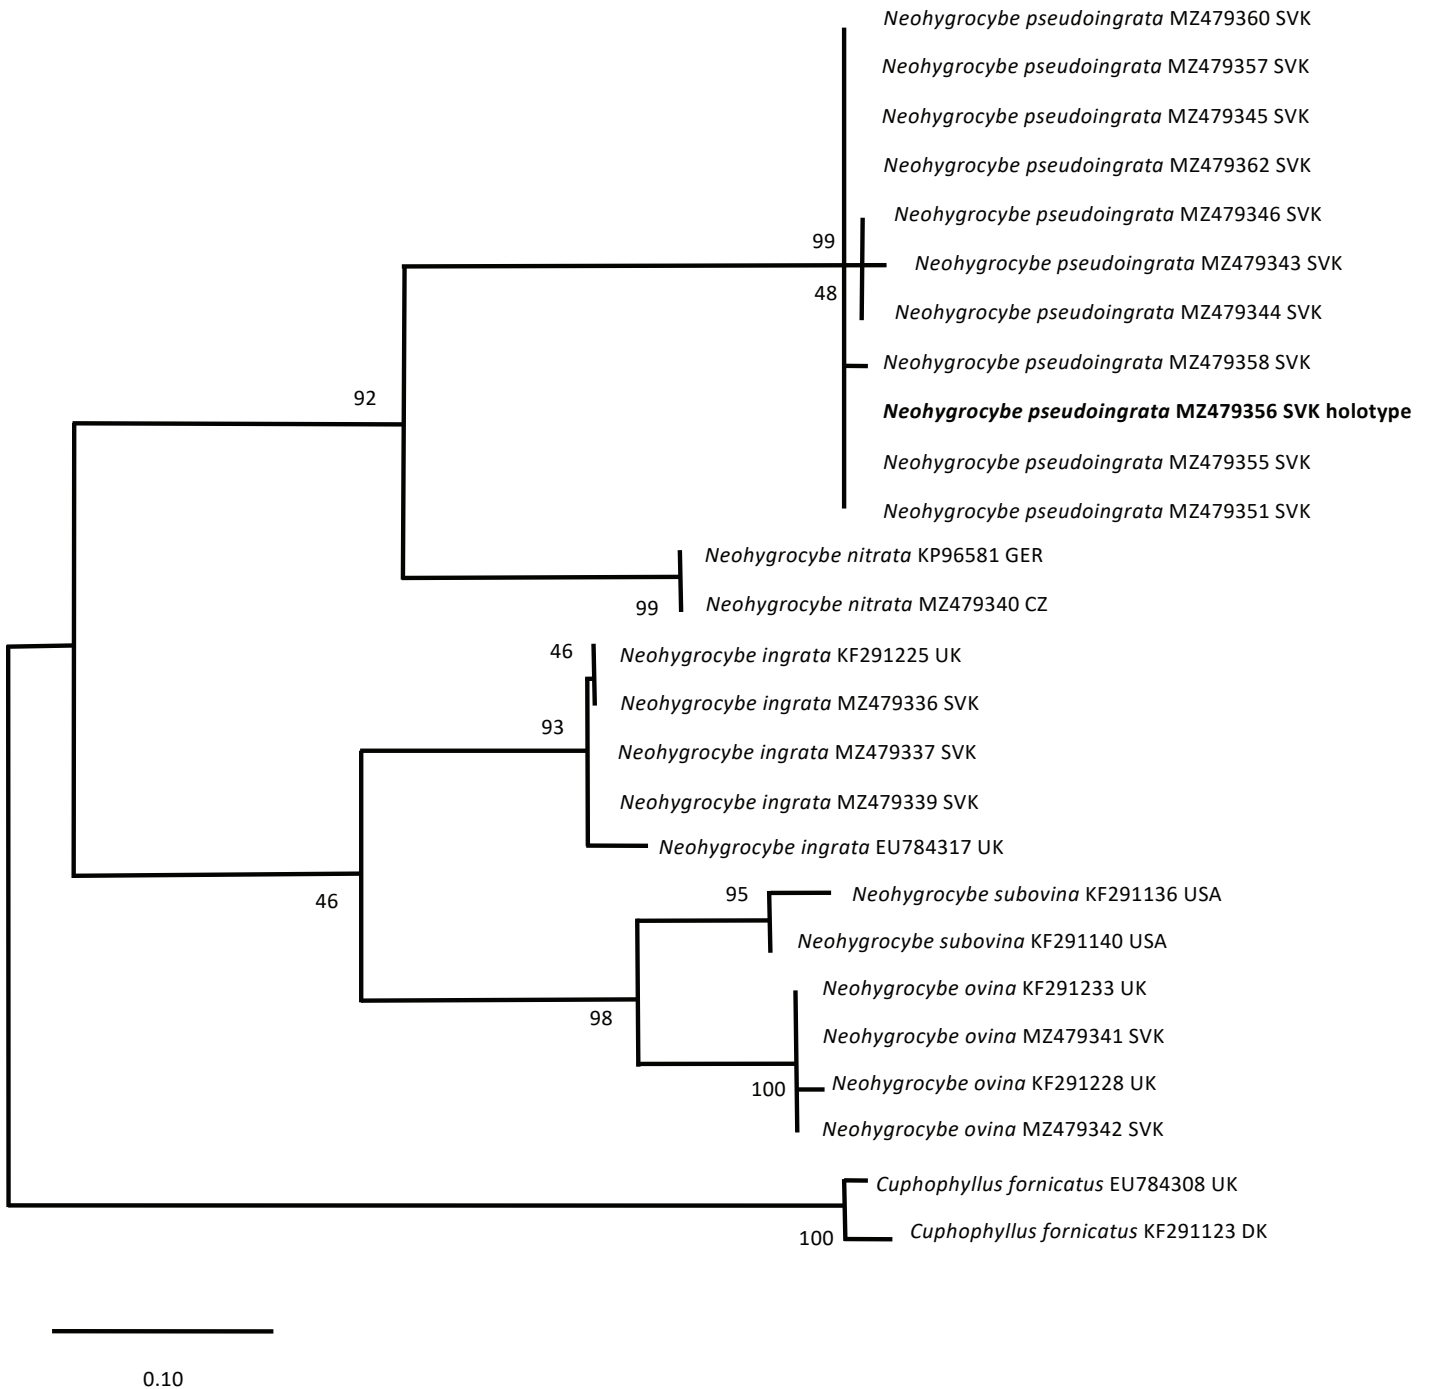 Neohygrocybe pseudoingrata MZ479360 SVK
Neohygrocybe pseudoingrata MZ479357 SVK
Neohygrocybe pseudoingrata MZ479345 SVK
Neohygrocybe pseudoingrata MZ479362 SVK
Neohygrocybe pseudoingrata MZ479346 SVK
99
Neohygrocybe pseudoingrata MZ479343 SVK
48
Neohygrocybe pseudoingrata MZ479344 SVK
Neohygrocybe pseudoingrata MZ479358 SVK
92
Neohygrocybe pseudoingrata MZ479356 SVK holotype
Neohygrocybe pseudoingrata MZ479355 SVK
Neohygrocybe pseudoingrata MZ479351 SVK
Neohygrocybe nitrata KP96581 GER
99
Neohygrocybe nitrata MZ479340 CZ
46
Neohygrocybe ingrata KF291225 UK
Neohygrocybe ingrata MZ479336 SVK
93
Neohygrocybe ingrata MZ479337 SVK
Neohygrocybe ingrata MZ479339 SVK
Neohygrocybe ingrata EU784317 UK
46
95
Neohygrocybe subovina KF291136 USA
Neohygrocybe subovina KF291140 USA
Neohygrocybe ovina KF291233 UK
98
Neohygrocybe ovina MZ479341 SVK
100
Neohygrocybe ovina KF291228 UK
Neohygrocybe ovina MZ479342 SVK
Cuphophyllus fornicatus EU784308 UK
100
Cuphophyllus fornicatus KF291123 DK
0.10